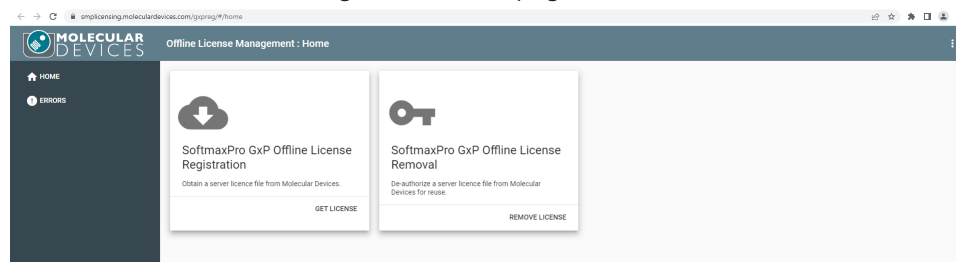 smplicensing.moleculardevices.com/gxpreg/#/home
MOLECULAR
DEVICES
Offline License Management : Home
HOME
ERRORS
SoftmaxPro GxP Offline License
Registration
Obtain a server licence file from Molecular Devices.
GET LICENSE
SoftmaxPro GxP Offline License
Removal
De-authorize a server licence file from Molecular
Devices for reuse.
REMOVE LICENSE